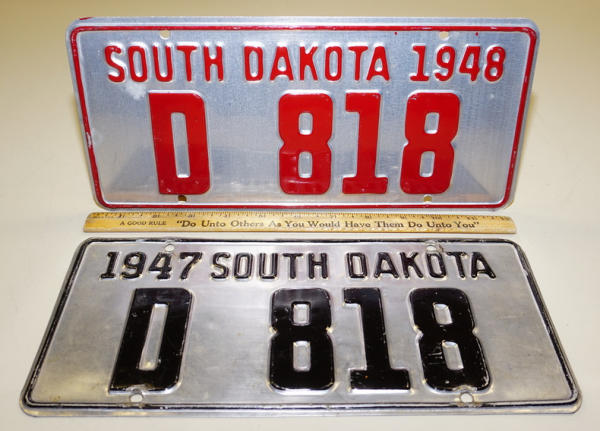 SOUTH DAKOTA 1948
D 818
A GOOD RULE "Do Unto Others As You Would Have Them Do Unto You"
1947 SOUTH DAKOTA
D 818